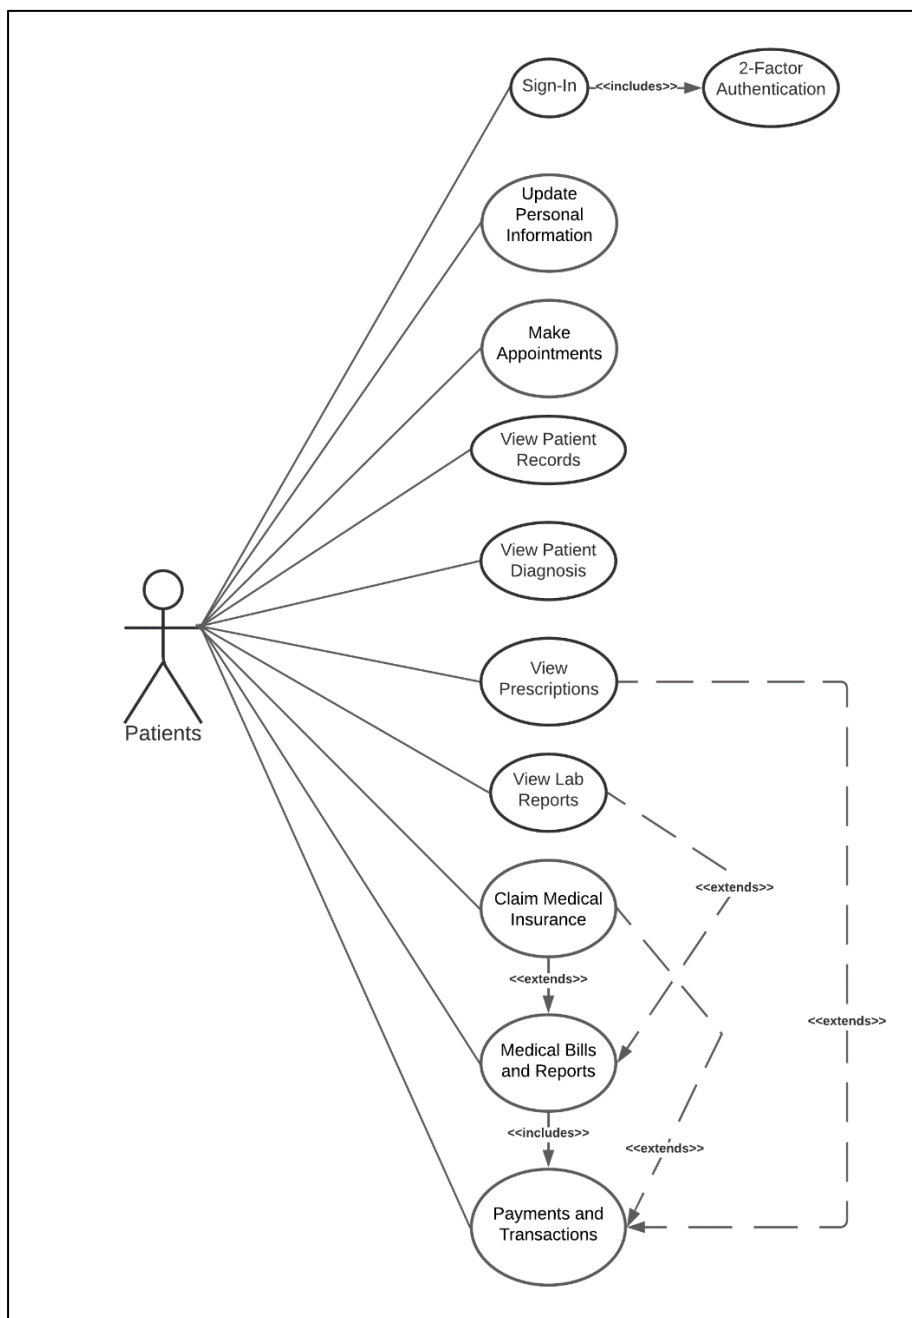 Sign-In
<<includes>>
2-Factor
Authentication
Update
Personal
Information
Make
Appointments
View Patient
Records
View Patient
Diagnosis
View
Prescriptions
Patients
View Lab
Reports
<<extends>>
Claim Medical
Insurance
<<extends>>
<<extends>>
Medical Bills
and Reports
<<includes>>
<<extends>>
Payments and
Transactions